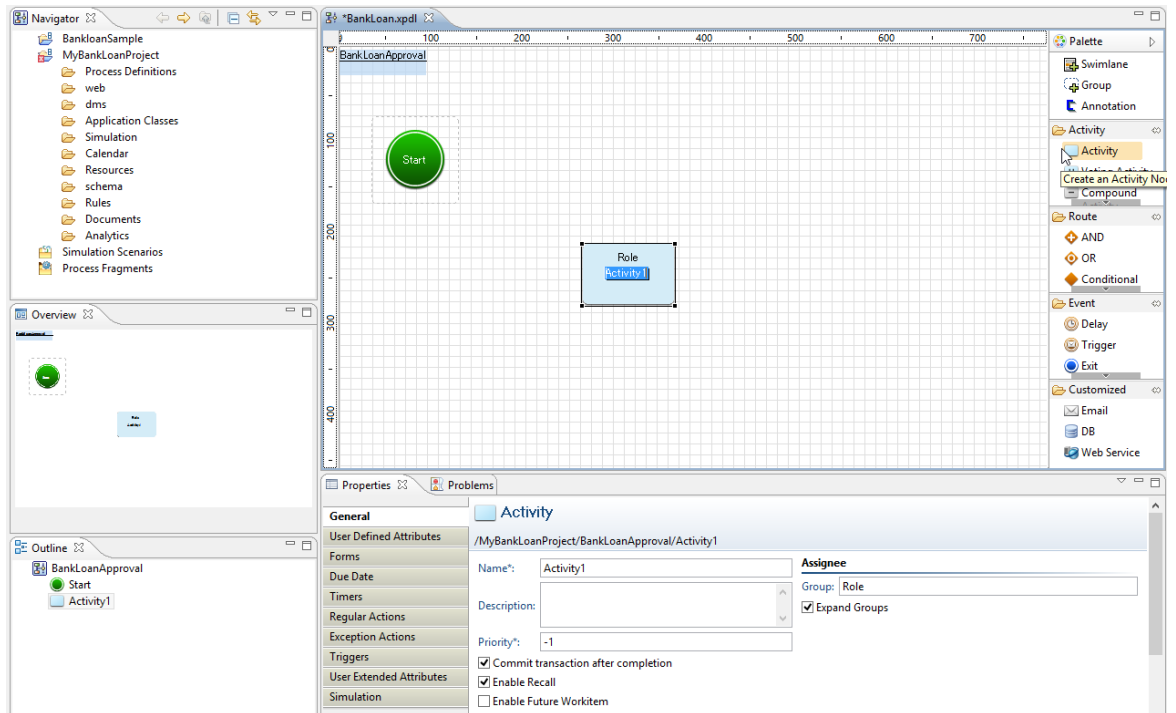 Navigator
BankloanSample
MyBankLoanProject
Process Definitions
web
dms
Application Classes
Simulation
Calendar
Resources
schema
Rules
Documents
Analytics
Simulation Scenarios
Process Fragments
Overview
Outline
BankLoanApproval
Start
Activity1
*BankLoan.xpdl
0 100 200 300 400 500 600 700
0
100
200
300
400
BankLoanApproval
Start
Role
Activity1
Palette
Swimlane
Group
Annotation
Activity
Activity
Voting Activity
Create an Activity Noc
Compound
Route
AND
OR
Conditional
Event
Delay
Trigger
Exit
Customized
Email
DB
Web Service
Properties Problems
General
User Defined Attributes
Forms
Due Date
Timers
Regular Actions
Exception Actions
Triggers
User Extended Attributes
Simulation
Activity
/MyBankLoanProject/BankLoanApproval/Activity1
Name*: Activity1
Description:
Priority*: -1
Commit transaction after completion
Enable Recall
Enable Future Workitem
Assignee
Group: Role
Expand Groups